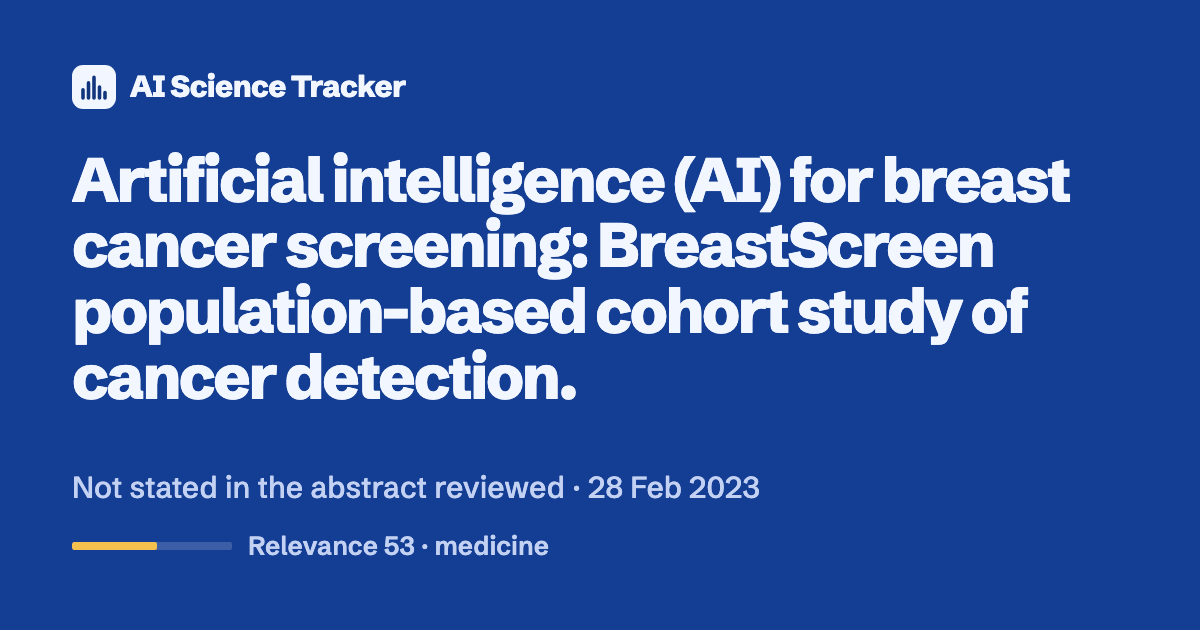 AI Science Tracker
Artificial intelligence (AI) for breast
cancer screening: BreastScreen
population-based cohort study of
cancer detection.
Not stated in the abstract reviewed · 28 Feb 2023
Relevance 53 · medicine